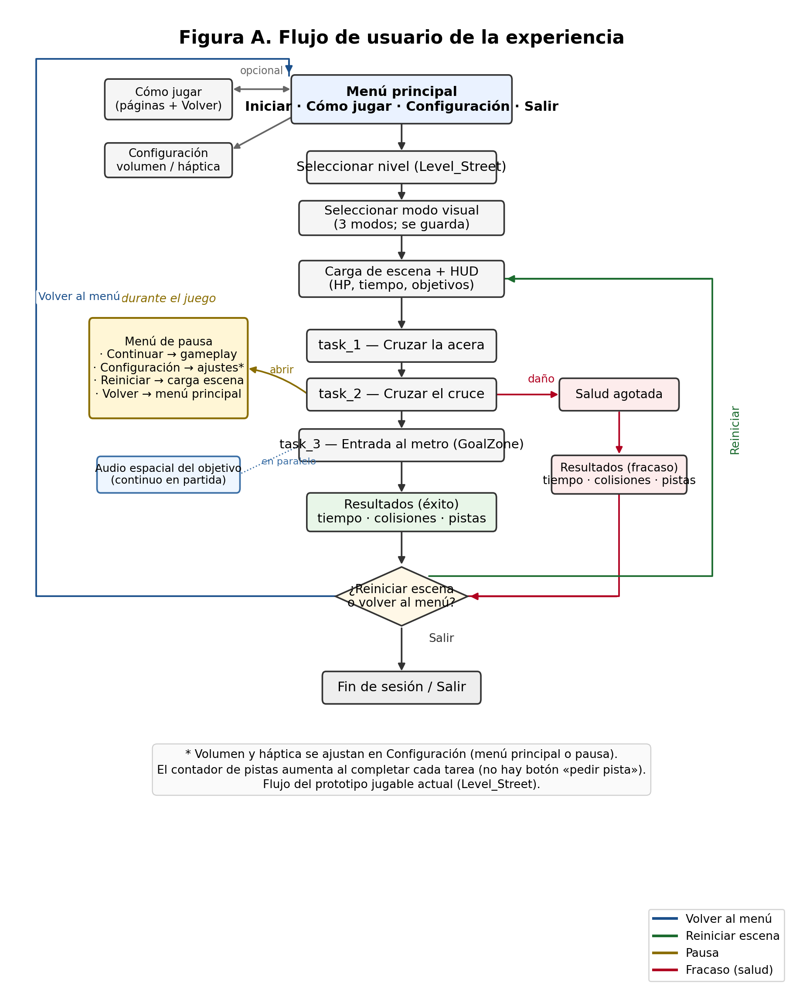 Figura A. Flujo de usuario de la experiencia
opcional
Cómo jugar
(páginas + Volver)
Menú principal
Iniciar · Cómo jugar · Configuración · Salir
Configuración
volumen / háptica
Seleccionar nivel (Level_Street)
Seleccionar modo visual
(3 modos; se guarda)
Carga de escena + HUD
(HP, tiempo, objetivos)
Volver al menú
durante el juego
Menú de pausa
· Continuar → gameplay
· Configuración → ajustes*
· Reiniciar → carga escena
· Volver → menú principal
abrir
task_1 — Cruzar la acera
task_2 — Cruzar el cruce
daño
Salud agotada
Reiniciar
task_3 — Entrada al metro (GoalZone)
en paralelo
Audio espacial del objetivo
(continuo en partida)
Resultados (fracaso)
tiempo · colisiones · pistas
Resultados (éxito)
tiempo · colisiones · pistas
¿Reiniciar escena
o volver al menú?
Salir
Fin de sesión / Salir
* Volumen y háptica se ajustan en Configuración (menú principal o pausa).
El contador de pistas aumenta al completar cada tarea (no hay botón «pedir pista»).
Flujo del prototipo jugable actual (Level_Street).
Volver al menú
Reiniciar escena
Pausa
Fracaso (salud)